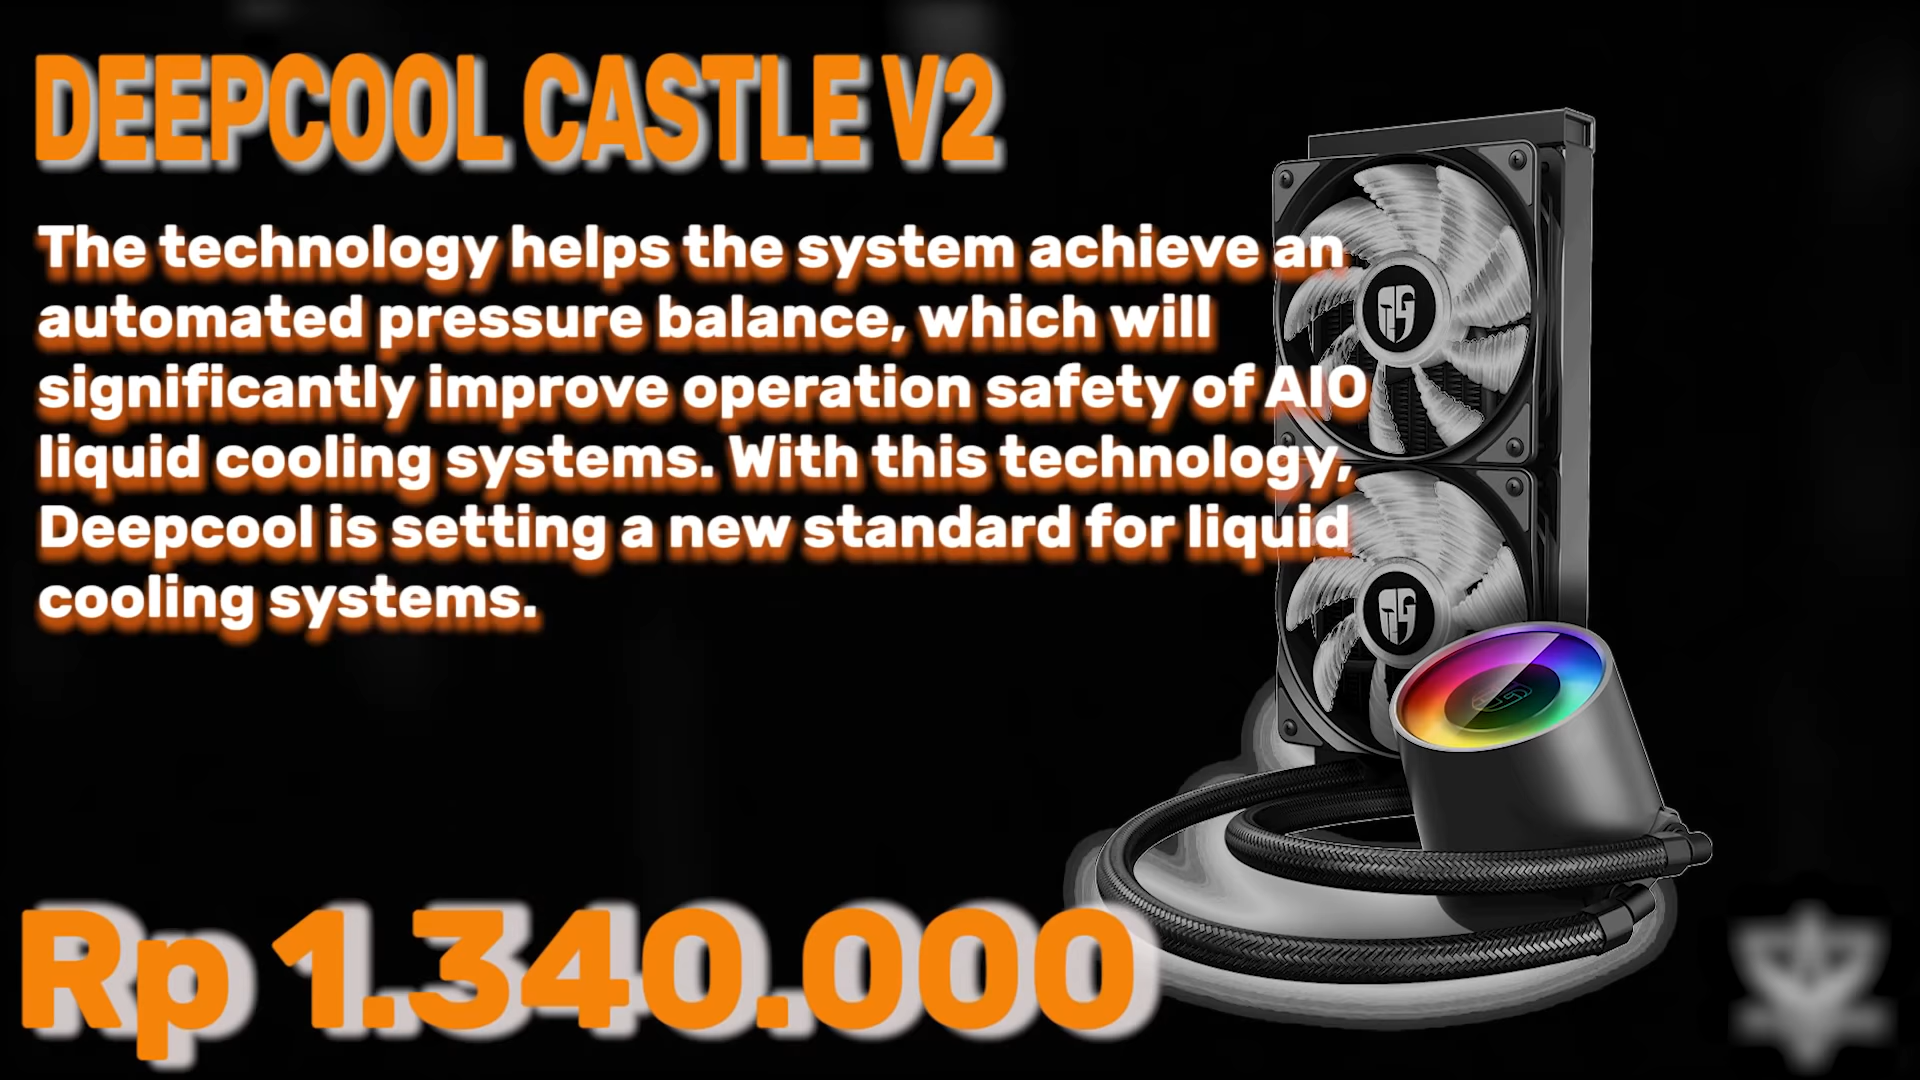 DEEPCOOL CASTLE V2
The technology helps the system achieve an
automated pressure balance, which will
significantly improve operation safety of AIO
liquid cooling systems. With this technology,
Deepcool is setting a new standard for liquid
cooling systems.
Rp 1.340.000